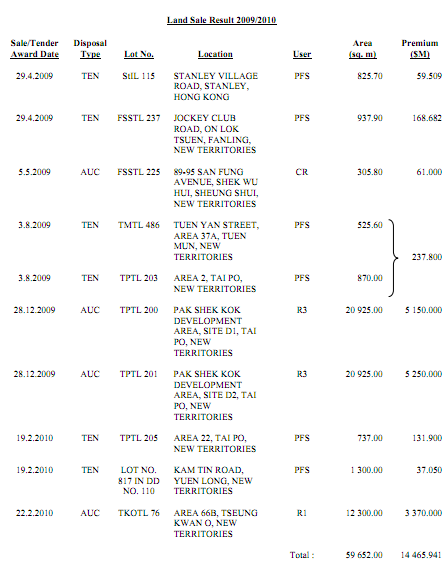 Land Sale Result 2009/2010
Sale/Tender Disposal Area Premium
Award Date Type Lot No. Location User (sq. m) ($M)
29.4.2009 TEN StIL 115 STANLEY VILLAGE PFS 825.70 59.509
ROAD, STANLEY,
HONG KONG
29.4.2009 TEN FSSTL 237 JOCKEY CLUB PFS 937.90 168.682
ROAD, ON LOK
TSUEN, FANLING,
NEW TERRITORIES
5.5.2009 AUC FSSTL 225 89-95 SAN FUNG CR 305.80 61.000
AVENUE, SHEK WU
HUI, SHEUNG SHUI,
NEW TERRITORIES
3.8.2009 TEN TMTL 486 TUEN YAN STREET, PFS 525.60
AREA 37A, TUEN
MUN, NEW
TERRITORIES 237.800
3.8.2009 TEN TPTL 203 AREA 2, TAI PO, PFS 870.00
NEW TERRITORIES
28.12.2009 AUC TPTL 200 PAK SHEK KOK R3 20 925.00 5 150.000
DEVELOPMENT
AREA, SITE D1, TAI
PO, NEW
TERRITORIES
28.12.2009 AUC TPTL 201 PAK SHEK KOK R3 20 925.00 5 250.000
DEVELOPMENT
AREA, SITE D2, TAI
PO, NEW
TERRITORIES
19.2.2010 TEN TPTL 205 AREA 22, TAI PO, PFS 737.00 131.900
NEW TERRITORIES
19.2.2010 TEN LOT NO. KAM TIN ROAD, PFS 1 300.00 37.050
817 IN DD YUEN LONG, NEW
NO. 110 TERRITORIES
22.2.2010 AUC TKOTL 76 AREA 66B, TSEUNG R1 12 300.00 3 370.000
KWAN O, NEW
TERRITORIES
Total : 59 652.00 14 465.941